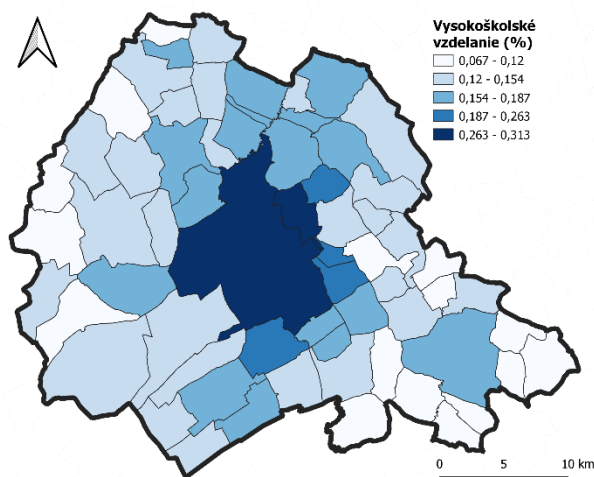 Vysokoškolské
vzdelanie (%)
0,067 - 0,12
0,12 - 0,154
0,154 - 0,187
0,187 - 0,263
0,263 - 0,313
0 5 10 km